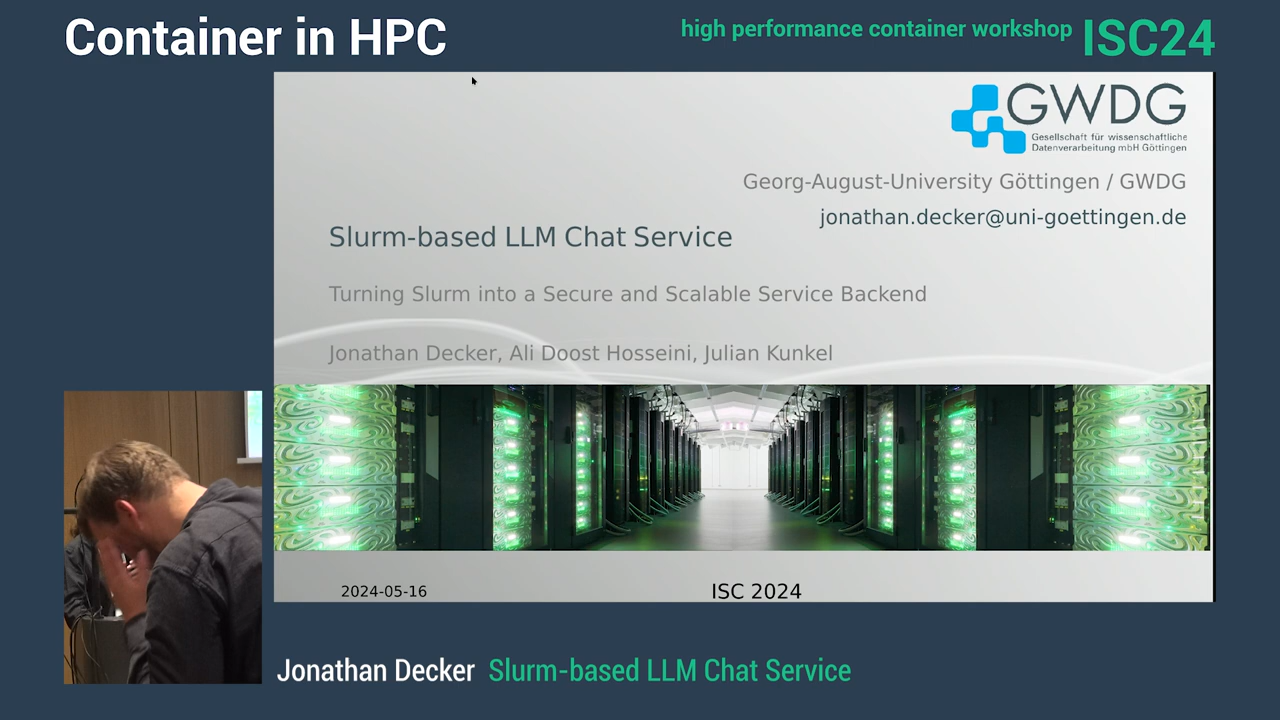 Container in HPC
high performance container workshop ISC24
GWDG
Gesellschaft für wissenschaftliche
Datenverarbeitung mbH Göttingen
Georg-August-University Göttingen / GWDG
jonathan.decker@uni-goettingen.de
Slurm-based LLM Chat Service
Turning Slurm into a Secure and Scalable Service Backend
Jonathan Decker, Ali Doost Hosseini, Julian Kunkel
2024-05-16
ISC 2024
Jonathan Decker Slurm-based LLM Chat Service